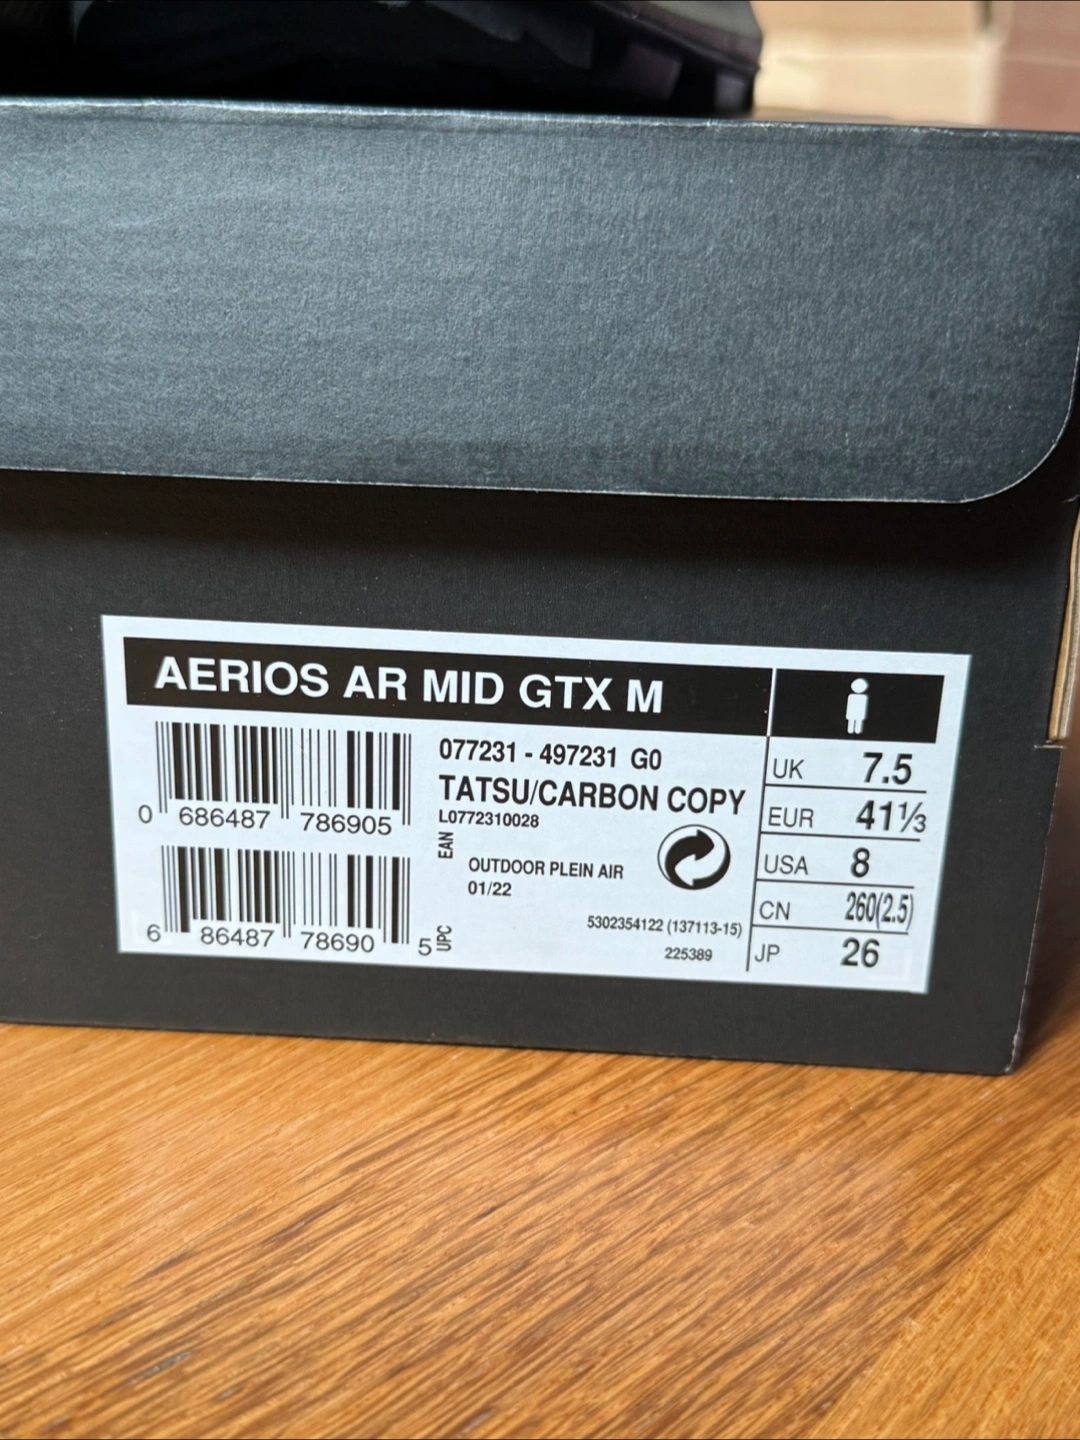 AERIOS AR MID GTX M
077231 - 497231 G0
TATSU/CARBON COPY
L0772310028
0 686487 786905
EAN
OUTDOOR PLEIN AIR
01/22
6 86487 78690 5
UPC
5302354122 (137113-15)
225389
UK 7.5
EUR 41⅓
USA 8
CN 260(2.5)
JP 26